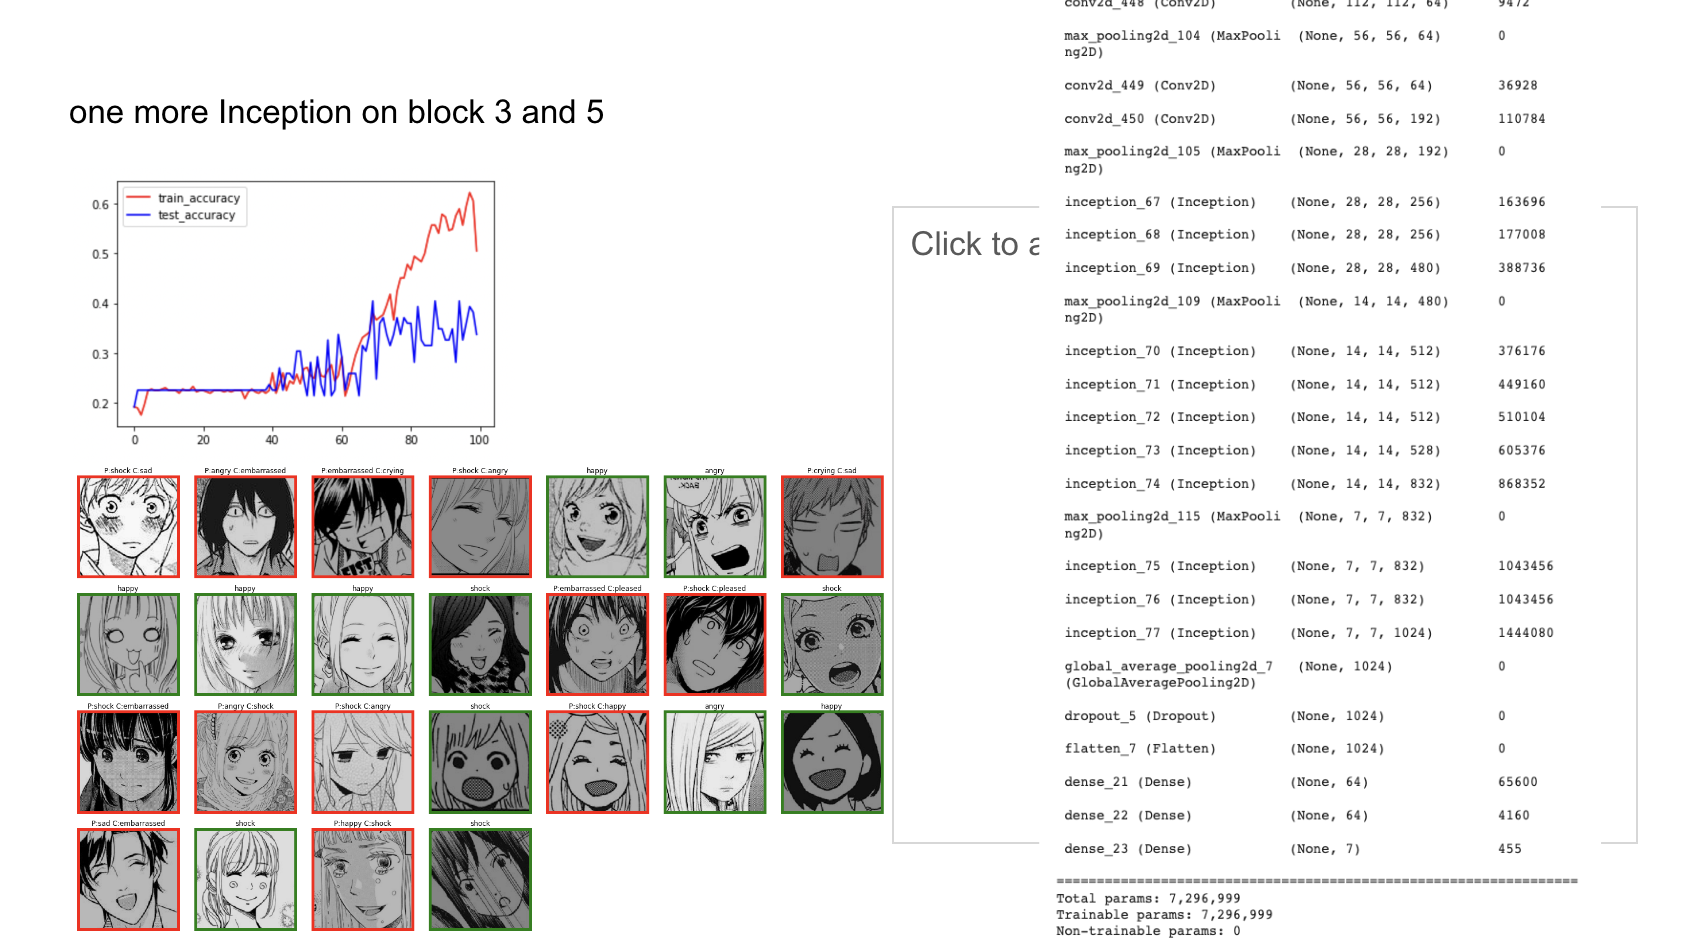 one more Inception on block 3 and 5
train_accuracy
test_accuracy
0.6
0.5
0.4
0.3
0.2
0 20 40 60 80 100
P:shock C:sad P:angry C:embarrassed P:embarrassed C:crying P:shock C:angry happy angry P:crying C:sad
happy happy happy shock P:embarrassed C:pleased P:shock C:pleased shock
P:shock C:embarrassed P:angry C:shock P:shock C:angry shock P:shock C:happy angry happy
P:sad C:embarrassed shock P:happy C:shock shock
Click to a
conv2d_448 (Conv2D) (None, 112, 112, 64) 9472
max_pooling2d_104 (MaxPooli (None, 56, 56, 64) 0
ng2D)
conv2d_449 (Conv2D) (None, 56, 56, 64) 36928
conv2d_450 (Conv2D) (None, 56, 56, 192) 110784
max_pooling2d_105 (MaxPooli (None, 28, 28, 192) 0
ng2D)
inception_67 (Inception) (None, 28, 28, 256) 163696
inception_68 (Inception) (None, 28, 28, 256) 177008
inception_69 (Inception) (None, 28, 28, 480) 388736
max_pooling2d_109 (MaxPooli (None, 14, 14, 480) 0
ng2D)
inception_70 (Inception) (None, 14, 14, 512) 376176
inception_71 (Inception) (None, 14, 14, 512) 449160
inception_72 (Inception) (None, 14, 14, 512) 510104
inception_73 (Inception) (None, 14, 14, 528) 605376
inception_74 (Inception) (None, 14, 14, 832) 868352
max_pooling2d_115 (MaxPooli (None, 7, 7, 832) 0
ng2D)
inception_75 (Inception) (None, 7, 7, 832) 1043456
inception_76 (Inception) (None, 7, 7, 832) 1043456
inception_77 (Inception) (None, 7, 7, 1024) 1444080
global_average_pooling2d_7 (None, 1024) 0
(GlobalAveragePooling2D)
dropout_5 (Dropout) (None, 1024) 0
flatten_7 (Flatten) (None, 1024) 0
dense_21 (Dense) (None, 64) 65600
dense_22 (Dense) (None, 64) 4160
dense_23 (Dense) (None, 7) 455
=================================================================
Total params: 7,296,999
Trainable params: 7,296,999
Non-trainable params: 0